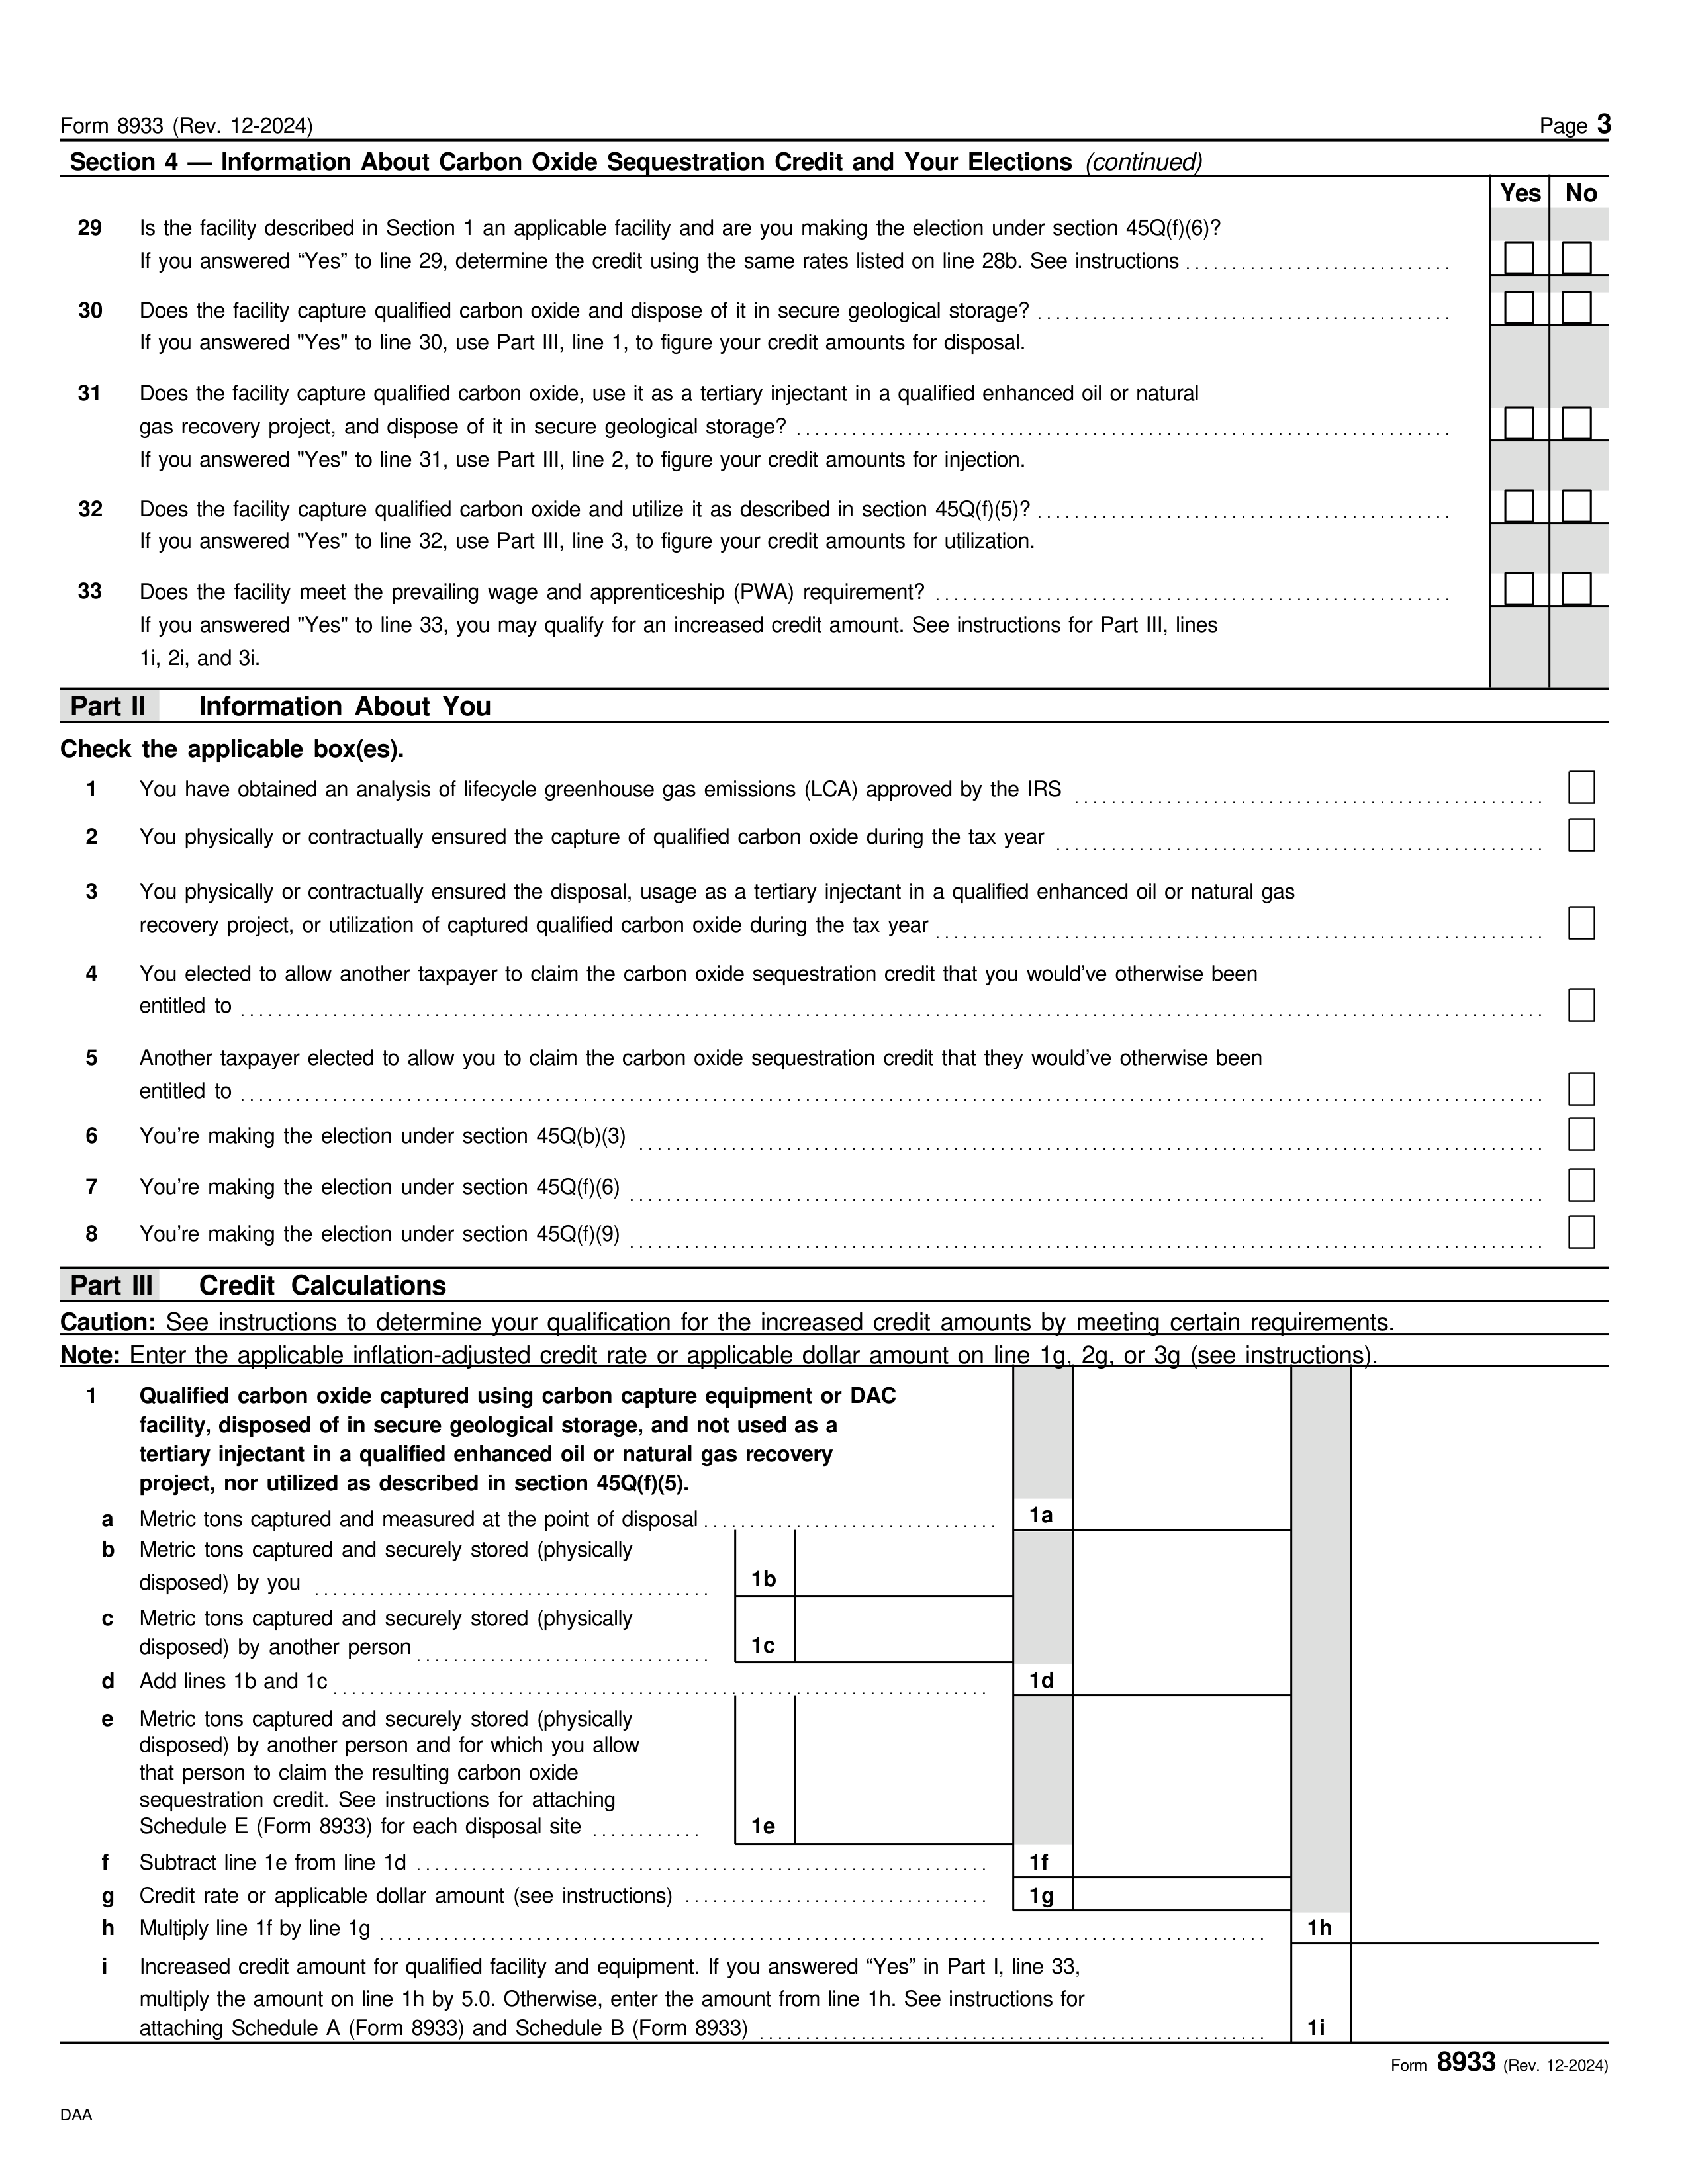 Form 8933 (Rev. 12-2024) Page 3
Section 4 — Information About Carbon Oxide Sequestration Credit and Your Elections (continued)
Yes No
29 Is the facility described in Section 1 an applicable facility and are you making the election under section 45Q(f)(6)?
If you answered “Yes” to line 29, determine the credit using the same rates listed on line 28b. See instructions
30 Does the facility capture qualified carbon oxide and dispose of it in secure geological storage?
If you answered "Yes" to line 30, use Part III, line 1, to figure your credit amounts for disposal.
31 Does the facility capture qualified carbon oxide, use it as a tertiary injectant in a qualified enhanced oil or natural
gas recovery project, and dispose of it in secure geological storage?
If you answered "Yes" to line 31, use Part III, line 2, to figure your credit amounts for injection.
32 Does the facility capture qualified carbon oxide and utilize it as described in section 45Q(f)(5)?
If you answered "Yes" to line 32, use Part III, line 3, to figure your credit amounts for utilization.
33 Does the facility meet the prevailing wage and apprenticeship (PWA) requirement?
If you answered "Yes" to line 33, you may qualify for an increased credit amount. See instructions for Part III, lines
1i, 2i, and 3i.
Part II Information About You
Check the applicable box(es).
1 You have obtained an analysis of lifecycle greenhouse gas emissions (LCA) approved by the IRS
2 You physically or contractually ensured the capture of qualified carbon oxide during the tax year
3 You physically or contractually ensured the disposal, usage as a tertiary injectant in a qualified enhanced oil or natural gas
recovery project, or utilization of captured qualified carbon oxide during the tax year
4 You elected to allow another taxpayer to claim the carbon oxide sequestration credit that you would’ve otherwise been
entitled to
5 Another taxpayer elected to allow you to claim the carbon oxide sequestration credit that they would’ve otherwise been
entitled to
6 You’re making the election under section 45Q(b)(3)
7 You’re making the election under section 45Q(f)(6)
8 You’re making the election under section 45Q(f)(9)
Part III Credit Calculations
Caution: See instructions to determine your qualification for the increased credit amounts by meeting certain requirements.
Note: Enter the applicable inflation-adjusted credit rate or applicable dollar amount on line 1g, 2g, or 3g (see instructions).
1 Qualified carbon oxide captured using carbon capture equipment or DAC
facility, disposed of in secure geological storage, and not used as a
tertiary injectant in a qualified enhanced oil or natural gas recovery
project, nor utilized as described in section 45Q(f)(5).
a Metric tons captured and measured at the point of disposal 1a
b Metric tons captured and securely stored (physically
disposed) by you 1b
c Metric tons captured and securely stored (physically
disposed) by another person 1c
d Add lines 1b and 1c 1d
e Metric tons captured and securely stored (physically
disposed) by another person and for which you allow
that person to claim the resulting carbon oxide
sequestration credit. See instructions for attaching
Schedule E (Form 8933) for each disposal site 1e
f Subtract line 1e from line 1d 1f
g Credit rate or applicable dollar amount (see instructions) 1g
h Multiply line 1f by line 1g 1h
i Increased credit amount for qualified facility and equipment. If you answered “Yes” in Part I, line 33,
multiply the amount on line 1h by 5.0. Otherwise, enter the amount from line 1h. See instructions for
attaching Schedule A (Form 8933) and Schedule B (Form 8933) 1i
Form 8933 (Rev. 12-2024)
DAA